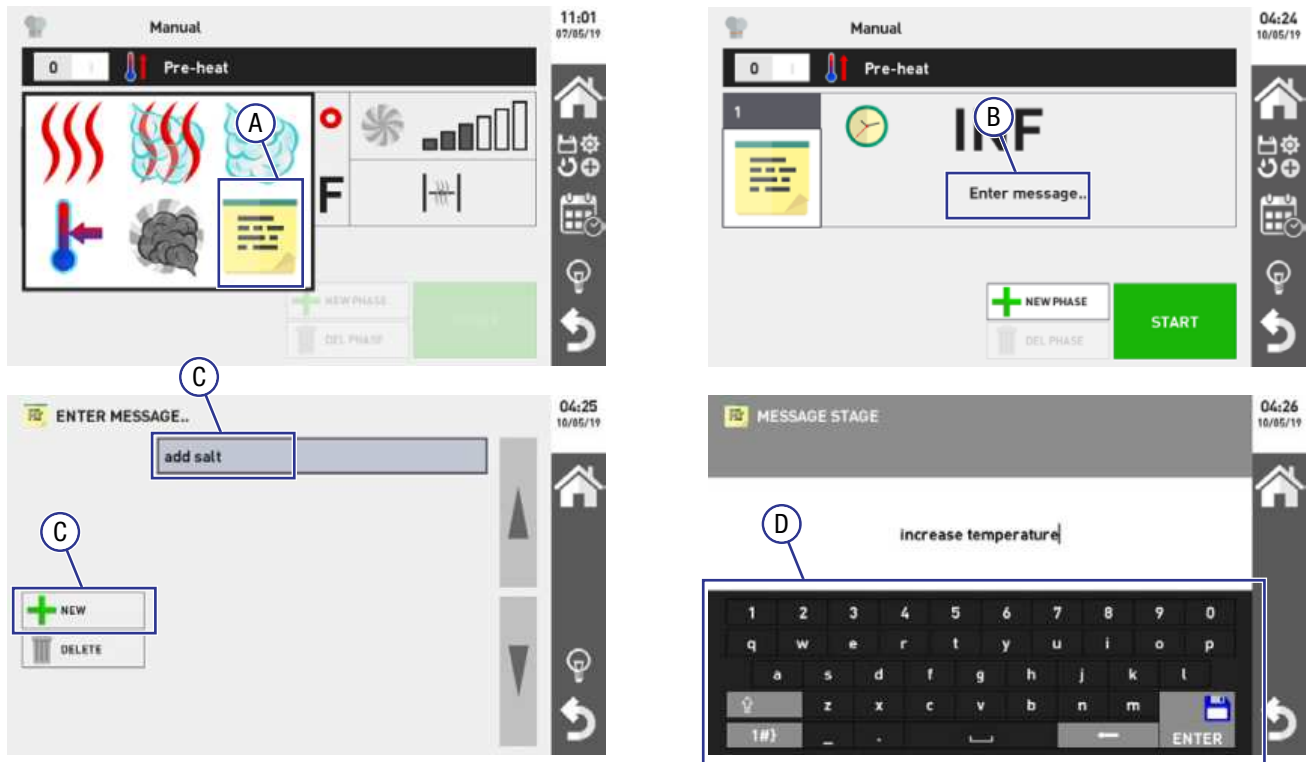 Manual
11:01
07/05/19
0 I Pre-heat
A
F
NEW PHASE
DEL PHASE
START
Manual
04:24
10/05/19
0 I Pre-heat
1
B
INF
Enter message..
NEW PHASE
DEL PHASE
START
C
ENTER MESSAGE..
04:25
10/05/19
add salt
C
NEW
DELETE
MESSAGE STAGE
04:26
10/05/19
D
increase temperature
1 2 3 4 5 6 7 8 9 0
q w e r t y u i o p
a s d f g h j k l
z x c v b n m
1#} _ . ENTER